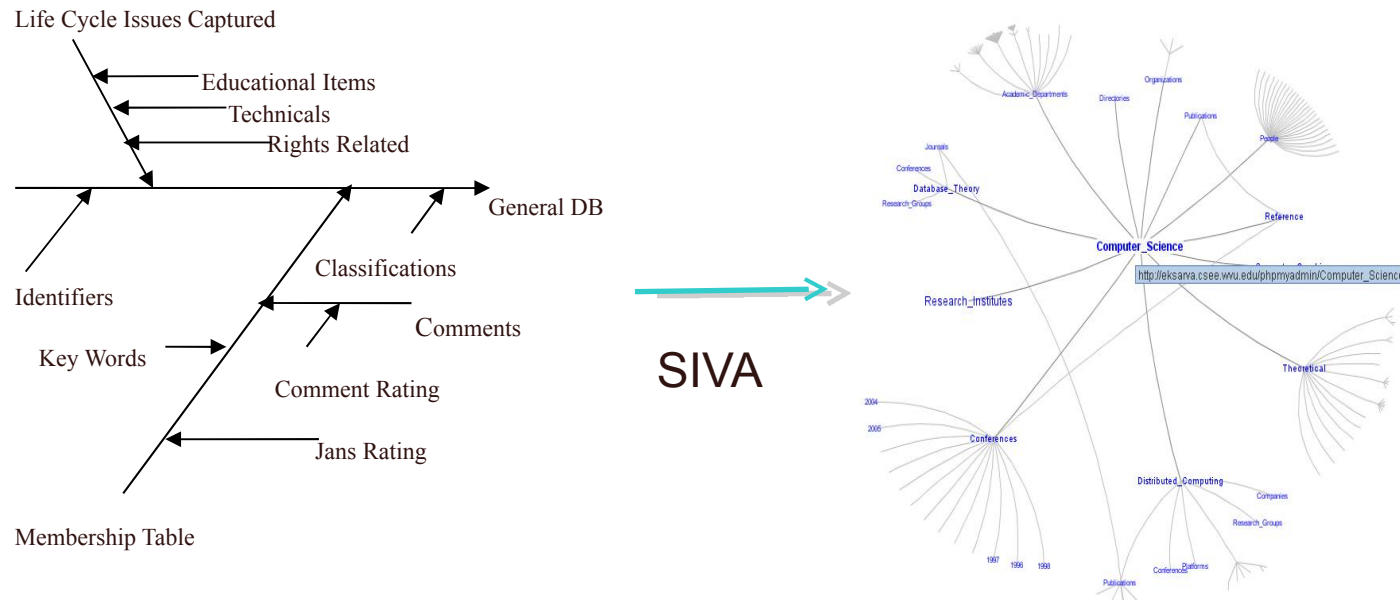 Life Cycle Issues Captured
Educational Items
Technicals
Rights Related
General DB
Classifications
Identifiers
Comments
Key Words
Comment Rating
Jans Rating
Membership Table
SIVA
Organizations
Academic_Departments
Directories
Publications
People
Journals
Conferences
Database_Theory
Research_Groups
Reference
Computer_Science
http://eksarva.csee.wvu.edu/phpmyadmin/Computer_Science
Research_Institutes
Theoretical
2004
2005
Conferences
Distributed_Computing
Companies
Research_Groups
1997
1996
1998
Conferences
Platforms
Publications